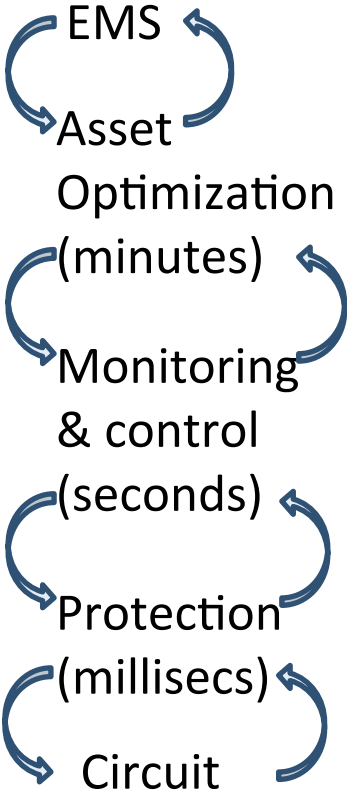 EMS
Asset
Optimization
(minutes)
Monitoring
& control
(seconds)
Protection
(millisecs)
Circuit